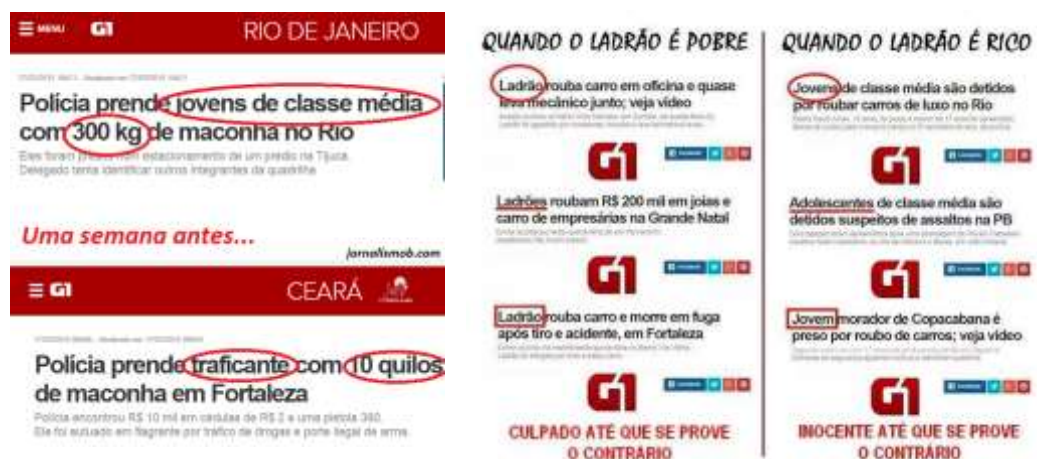 MENU G1 RIO DE JANEIRO
Polícia prende jovens de classe média
com 300 kg de maconha no Rio
Eles foram presos num estacionamento de um prédio na Tijuca.
Delegado tenta identificar outros integrantes da quadrilha
Uma semana antes...
jornalismob.com
G1 CEARÁ
Polícia prende traficante com 10 quilos
de maconha em Fortaleza
Polícia encontrou R$ 10 mil em cédulas de R$ 2 e uma pistola 380.
Ele foi autuado em flagrante por tráfico de drogas e porte ilegal de arma.
QUANDO O LADRÃO É POBRE
Ladrão rouba carro em oficina e quase
leva mecânico junto; veja vídeo
G1
Ladrões roubam R$ 200 mil em joias e
carro de empresárias na Grande Natal
G1
Ladrão rouba carro e morre em fuga
após tiro e acidente, em Fortaleza
G1
CULPADO ATÉ QUE SE PROVE
O CONTRÁRIO
QUANDO O LADRÃO É RICO
Jovens de classe média são detidos
por roubar carros de luxo no Rio
G1
Adolescentes de classe média são
detidos suspeitos de assaltos na PB
G1
Jovem morador de Copacabana é
preso por roubo de carros; veja vídeo
G1
INOCENTE ATÉ QUE SE PROVE
O CONTRÁRIO